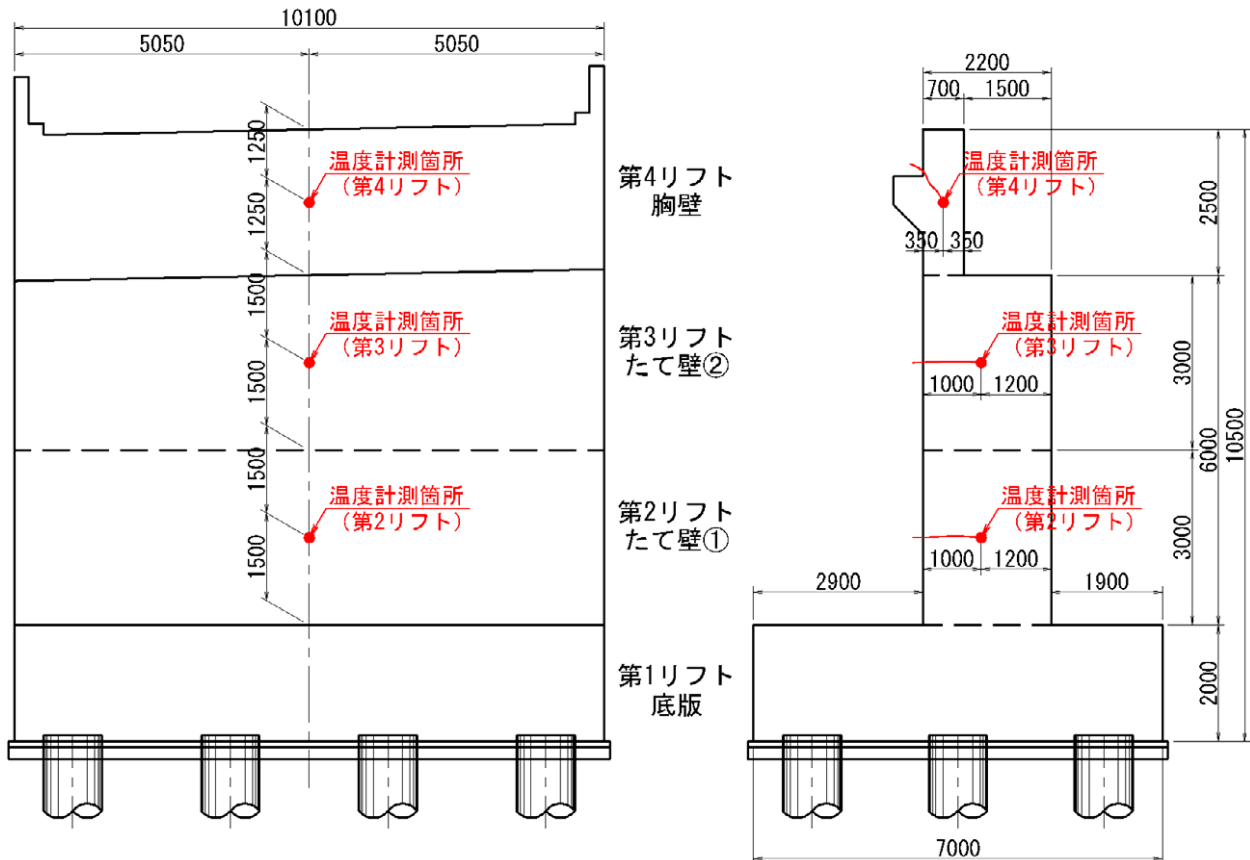 10100
5050
5050
1250
1250
1500
1500
1500
1500
温度計測箇所
（第4リフト）
温度計測箇所
（第3リフト）
温度計測箇所
（第2リフト）
第4リフト
胸壁
第3リフト
たて壁②
第2リフト
たて壁①
第1リフト
底版
2200
700
1500
温度計測箇所
（第4リフト）
350
350
温度計測箇所
（第3リフト）
1000
1200
温度計測箇所
（第2リフト）
1000
1200
2900
1900
2500
3000
6000
10500
3000
2000
7000